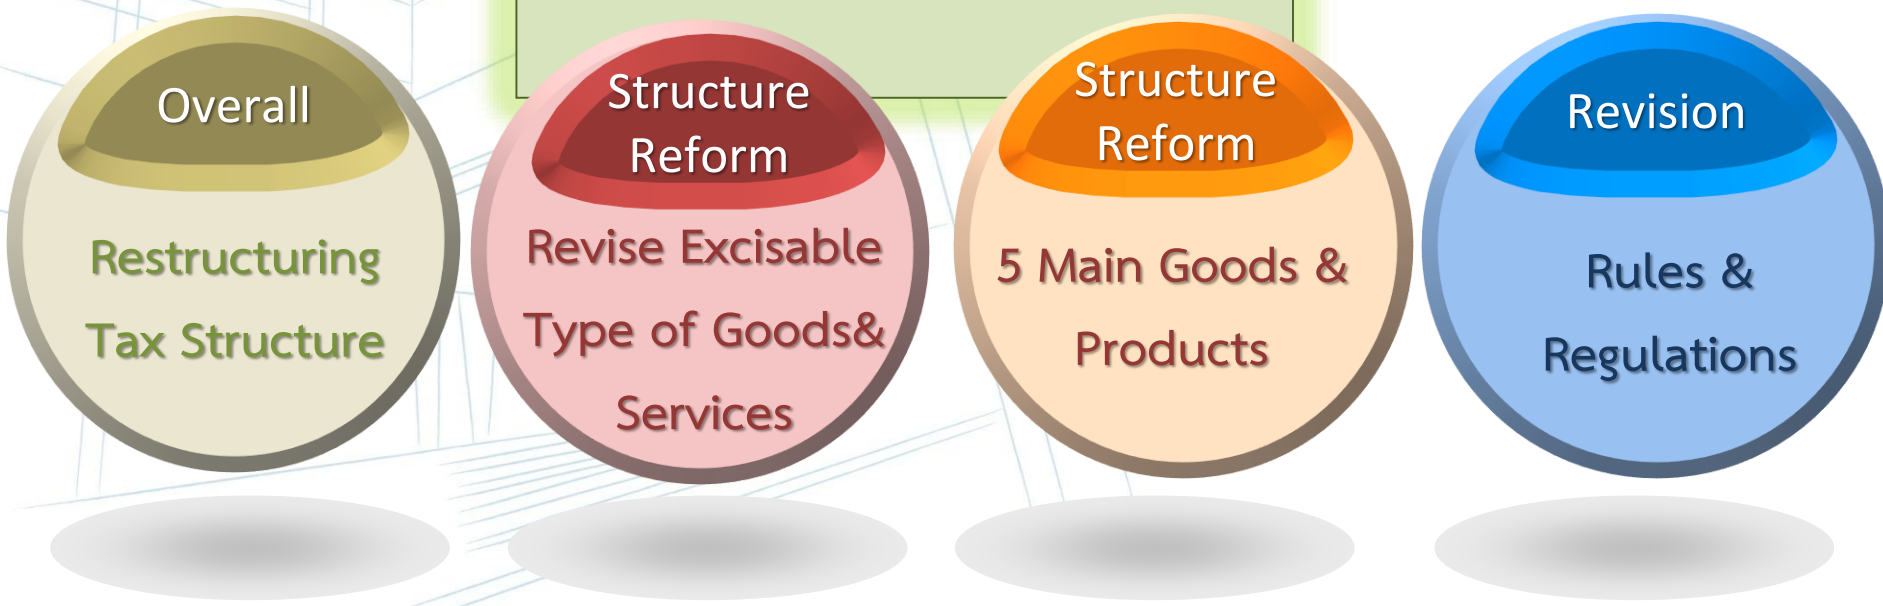 Overall
Restructuring
Tax Structure
Structure
Reform
Revise Excisable
Type of Goods&
Services
Structure
Reform
5 Main Goods &
Products
Revision
Rules &
Regulations